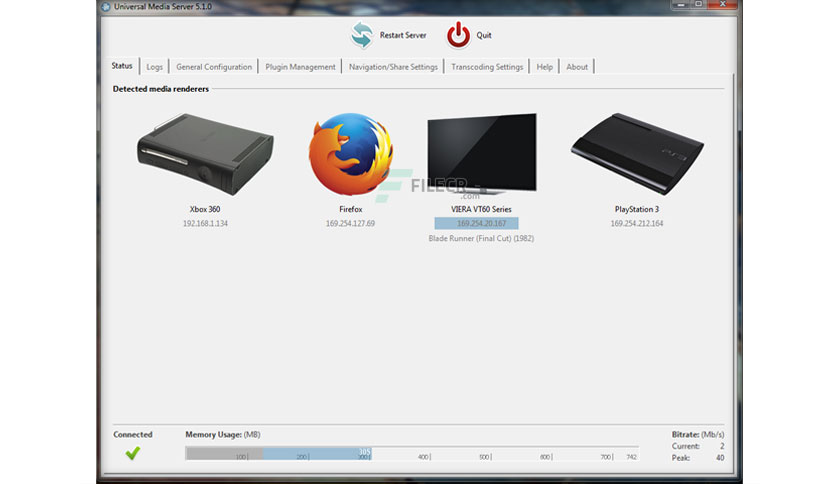 Universal Media Server 5.1.0
Restart Server Quit
Status Logs General Configuration Plugin Management Navigation/Share Settings Transcoding Settings Help About
Detected media renderers
PS3
FILECR
.com
Xbox 360 Firefox VIERA VT60 Series PlayStation 3
192.168.1.134 169.254.127.69 169.254.20.167 169.254.212.164
Blade Runner (Final Cut) (1982)
Connected Memory Usage: (MB) Bitrate: (Mb/s)
305 Current: 2
100 200 300 400 500 600 700 742 Peak: 40